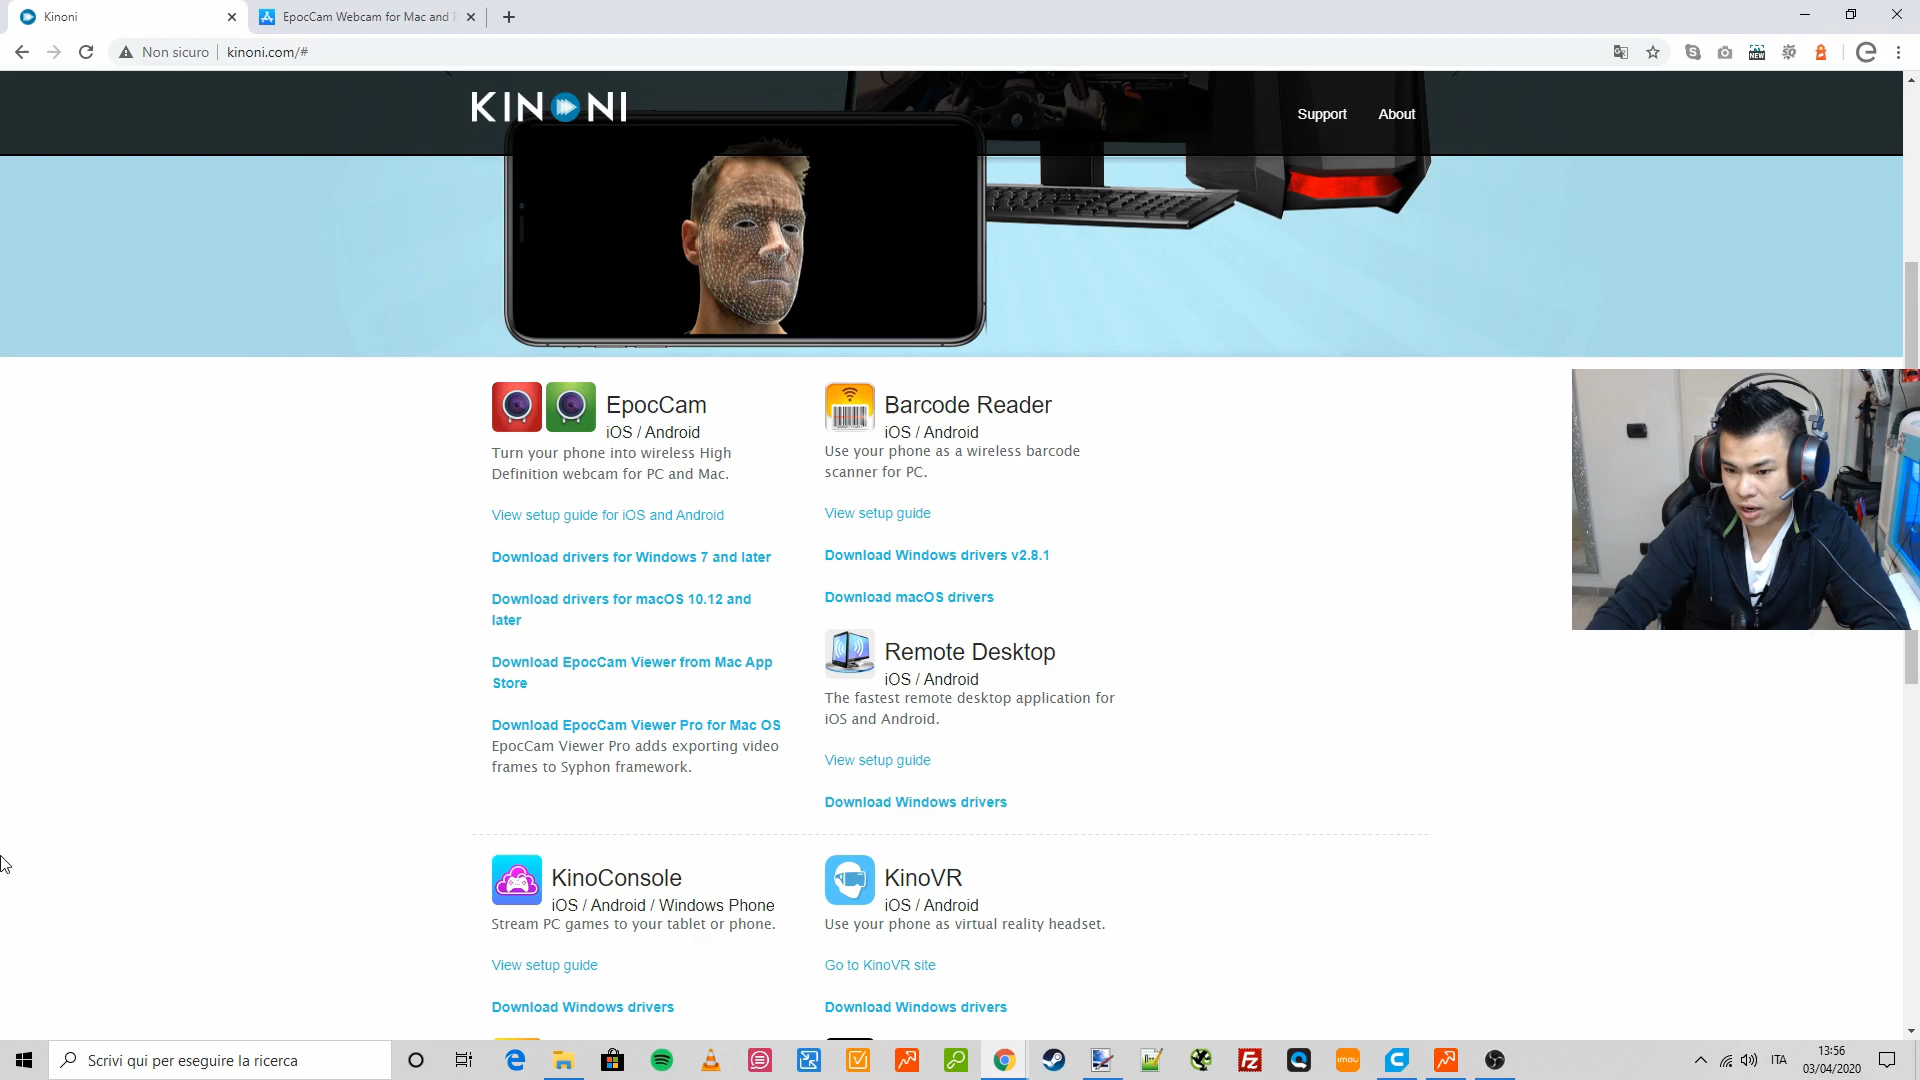 Kinoni
EpocCam Webcam for Mac and P
Non sicuro
kinoni.com/#
NEW
KINONI
Support
About
EpocCam
iOS / Android
Turn your phone into wireless High
Definition webcam for PC and Mac.
View setup guide for iOS and Android
Download drivers for Windows 7 and later
Download drivers for macOS 10.12 and
later
Download EpocCam Viewer from Mac App
Store
Download EpocCam Viewer Pro for Mac OS
EpocCam Viewer Pro adds exporting video
frames to Syphon framework.
Barcode Reader
iOS / Android
Use your phone as a wireless barcode
scanner for PC.
View setup guide
Download Windows drivers v2.8.1
Download macOS drivers
Remote Desktop
iOS / Android
The fastest remote desktop application for
iOS and Android.
View setup guide
Download Windows drivers
KinoConsole
iOS / Android / Windows Phone
Stream PC games to your tablet or phone.
View setup guide
Download Windows drivers
KinoVR
iOS / Android
Use your phone as virtual reality headset.
Go to KinoVR site
Download Windows drivers
Scrivi qui per eseguire la ricerca
imou
ITA
13:56
03/04/2020